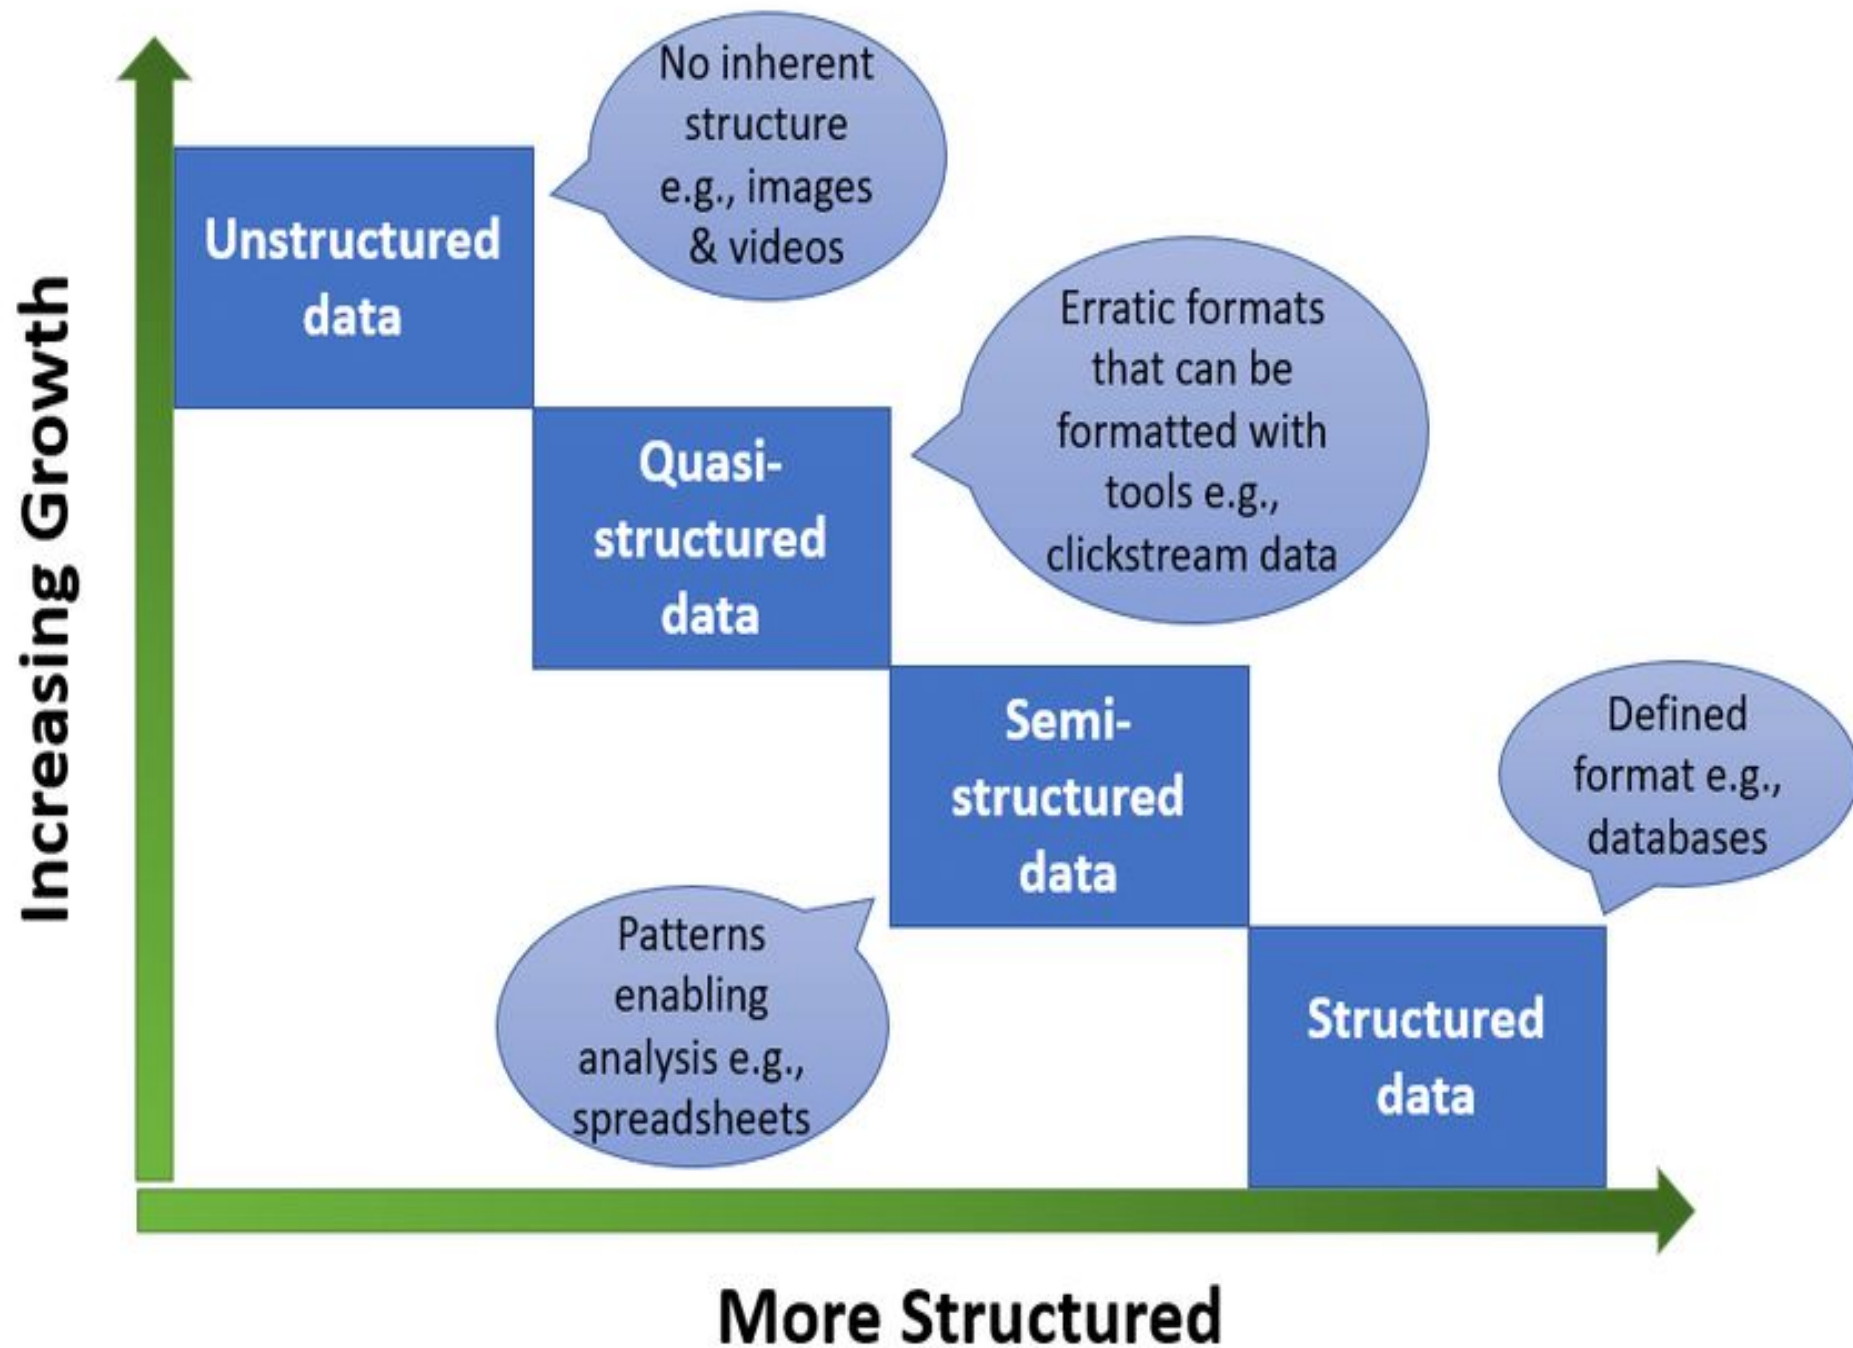 Increasing Growth
Unstructured
data
No inherent
structure
e.g., images
& videos
Quasi-
structured
data
Erratic formats
that can be
formatted with
tools e.g.,
clickstream data
Semi-
structured
data
Patterns
enabling
analysis e.g.,
spreadsheets
Structured
data
Defined
format e.g.,
databases
More Structured